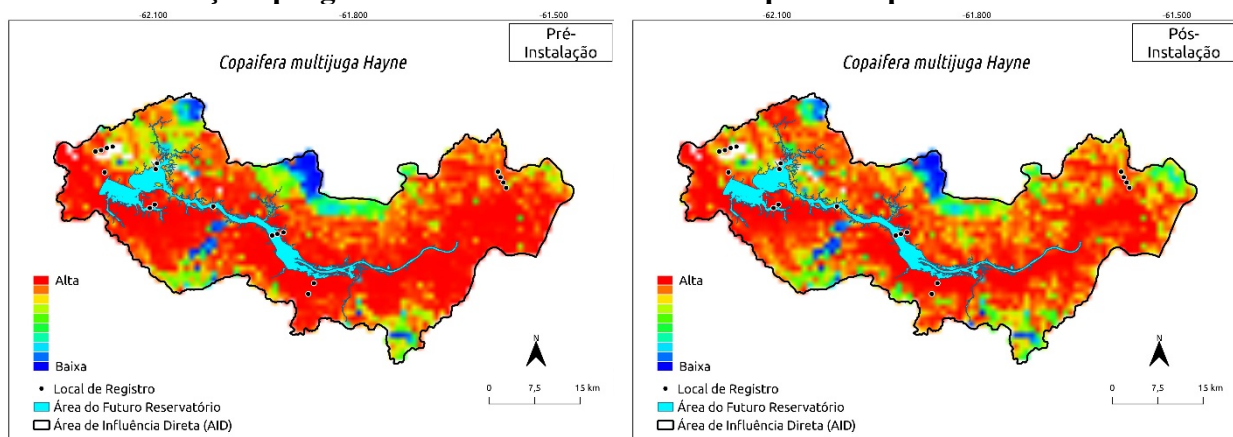 -62.100 -61.800 -61.500
Pré-
Instalação
Copaifera multijuga Hayne
Alta
Baixa
N
0 7,5 15 km
Local de Registro
Área do Futuro Reservatório
Área de Influência Direta (AID)
-62.100 -61.800 -61.500
Pós-
Instalação
Copaifera multijuga Hayne
Alta
Baixa
N
0 7,5 15 km
Local de Registro
Área do Futuro Reservatório
Área de Influência Direta (AID)